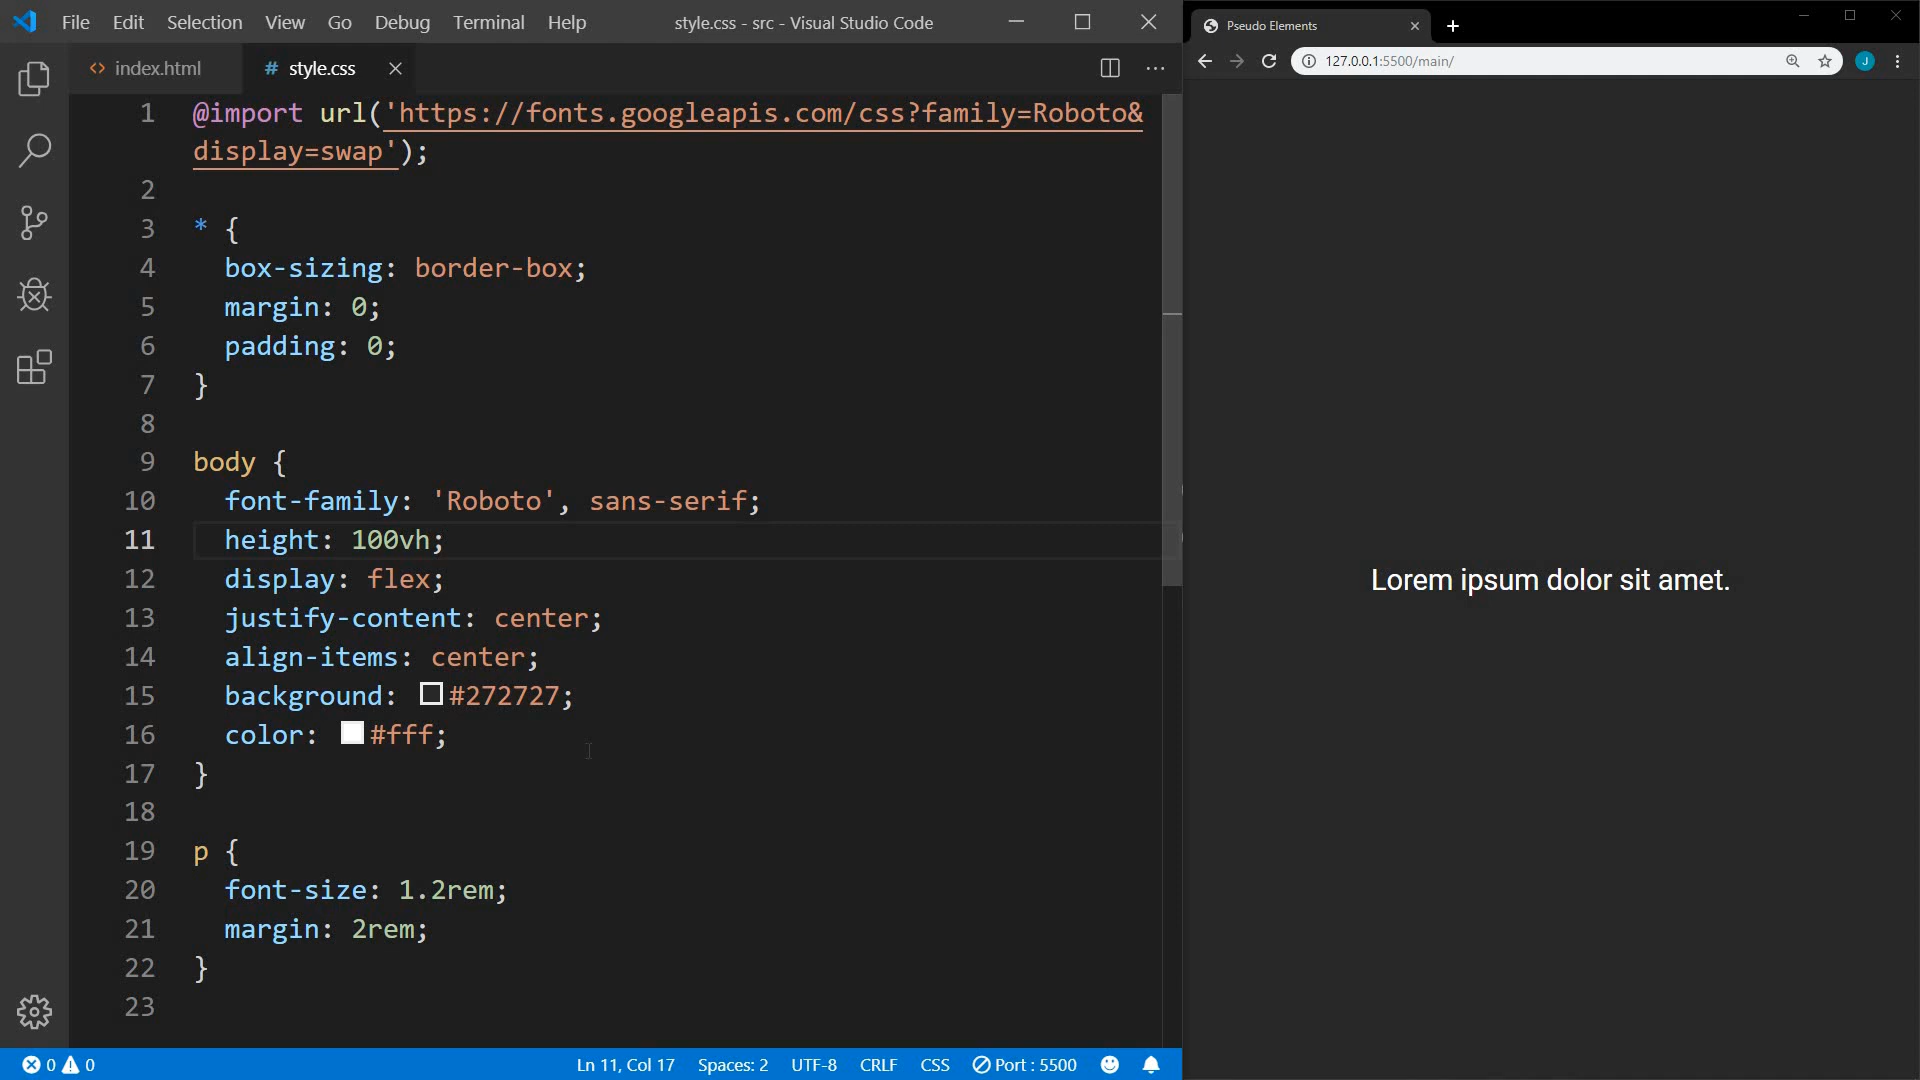 File Edit Selection View Go Debug Terminal Help style.css - src - Visual Studio Code
index.html # style.css
1 @import url('https://fonts.googleapis.com/css?family=Roboto&
display=swap');
2
3 * {
4 box-sizing: border-box;
5 margin: 0;
6 padding: 0;
7 }
8
9 body {
10 font-family: 'Roboto', sans-serif;
11 height: 100vh;
12 display: flex;
13 justify-content: center;
14 align-items: center;
15 background: #272727;
16 color: #fff;
17 }
18
19 p {
20 font-size: 1.2rem;
21 margin: 2rem;
22 }
23
0 0 Ln 11, Col 17 Spaces: 2 UTF-8 CRLF CSS Port : 5500
Pseudo Elements
127.0.0.1:5500/main/ J
Lorem ipsum dolor sit amet.